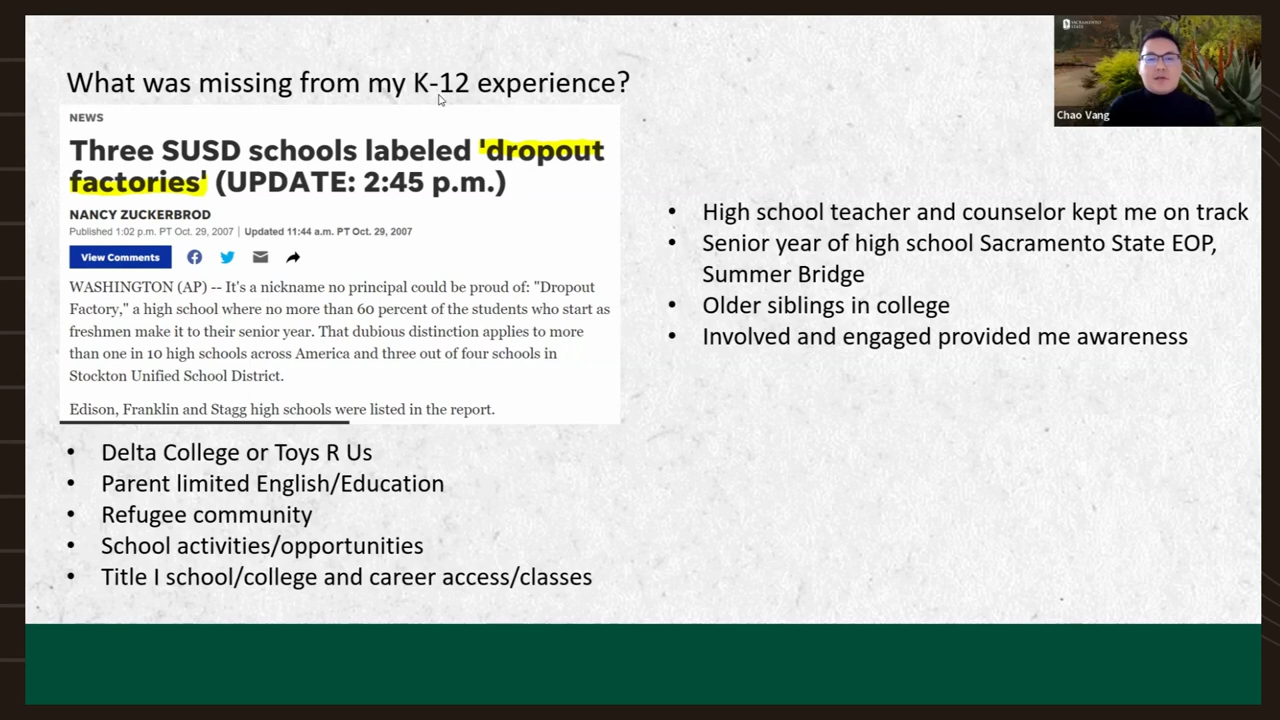 What was missing from my K-12 experience?
NEWS
Three SUSD schools labeled 'dropout
factories' (UPDATE: 2:45 p.m.)
NANCY ZUCKERBROD
Published 1:02 p.m. PT Oct. 29, 2007 | Updated 11:44 a.m. PT Oct. 29, 2007
View Comments
WASHINGTON (AP) -- It's a nickname no principal could be proud of: "Dropout
Factory," a high school where no more than 60 percent of the students who start as
freshmen make it to their senior year. That dubious distinction applies to more
than one in 10 high schools across America and three out of four schools in
Stockton Unified School District.
Edison, Franklin and Stagg high schools were listed in the report.
• Delta College or Toys R Us
• Parent limited English/Education
• Refugee community
• School activities/opportunities
• Title I school/college and career access/classes
SACRAMENTO
STATE
Chao Vang
• High school teacher and counselor kept me on track
• Senior year of high school Sacramento State EOP,
Summer Bridge
• Older siblings in college
• Involved and engaged provided me awareness